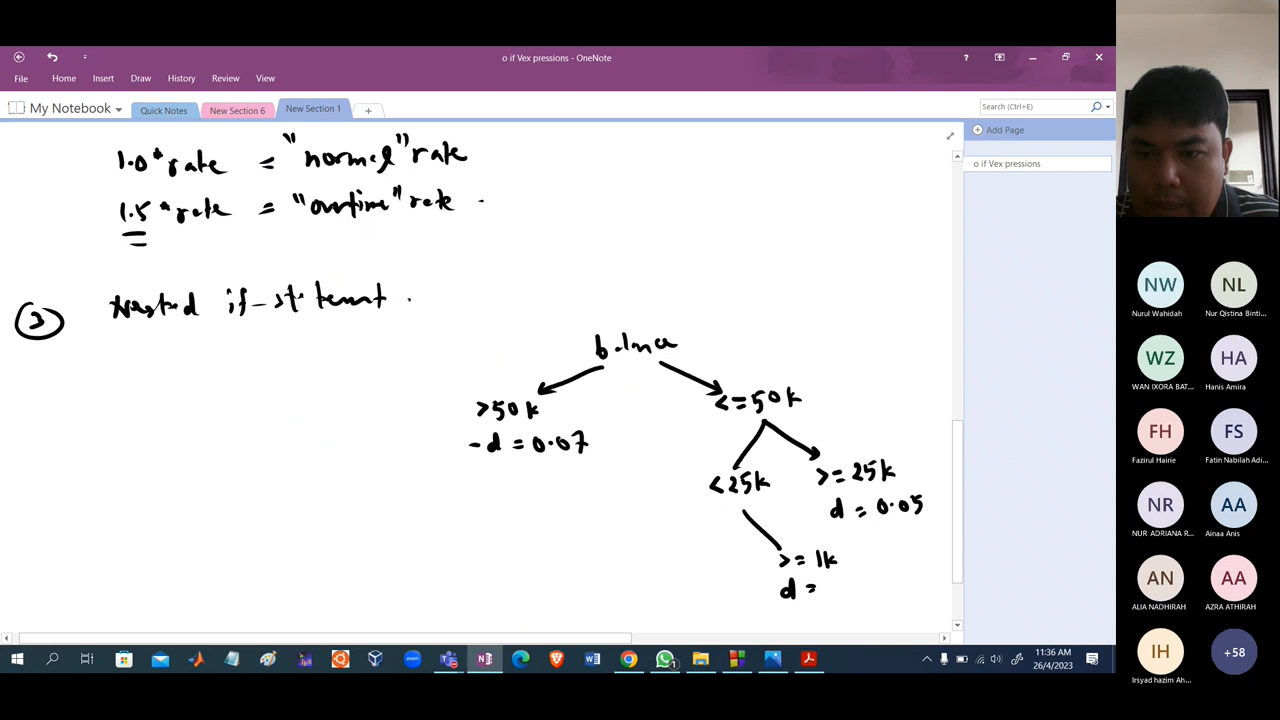 o if Vex pressions - OneNote
?
File Home Insert Draw History Review View
My Notebook Quick Notes New Section 6 New Section 1 +
Search (Ctrl+E)
Add Page
o if Vex pressions
1.0 * rate = "normal" rate
1.5 * rate = "overtime" rate
3 Nested if-statement.
balance
>50k <=50k
- d = 0.07
<25k >= 25k
d = 0.05
>= 1k
d =
NW NL
Nurul Wahidah Nur Qistina Binti...
WZ HA
WAN IXORA BAT... Hanis Amira
FH FS
Fazirul Hairie Fatin Nabilah Adi...
NR AA
NUR ADRIANA R... Ainaa Anis
AN AA
ALIA NADHIRAH AZRA ATHIRAH
IH +58
Irsyad hazim Ah...
11:36 AM
26/4/2023